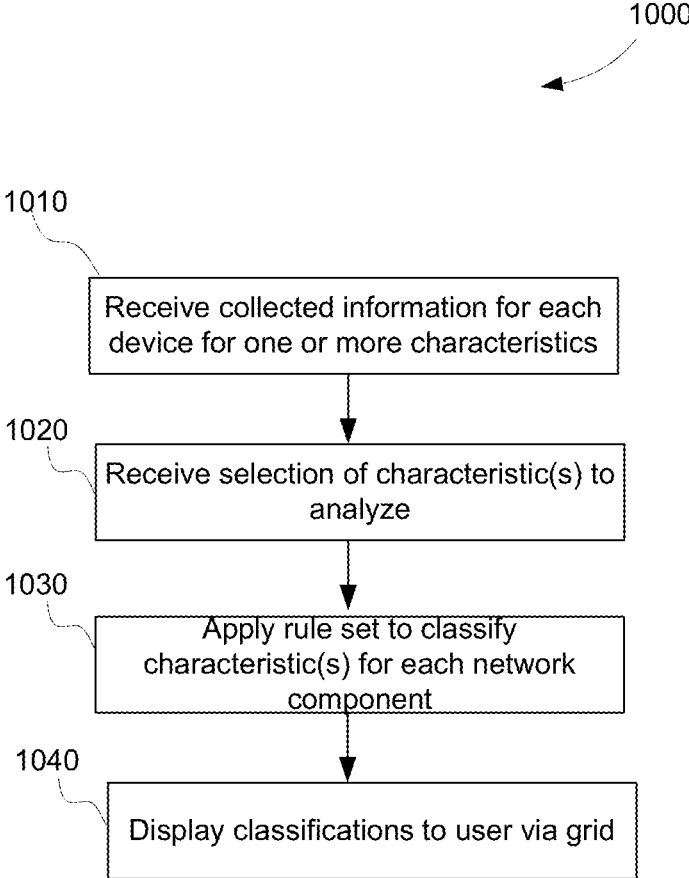 1000
1010
Receive collected information for each
device for one or more characteristics
1020
Receive selection of characteristic(s) to
analyze
1030
Apply rule set to classify
characteristic(s) for each network
component
1040
Display classifications to user via grid